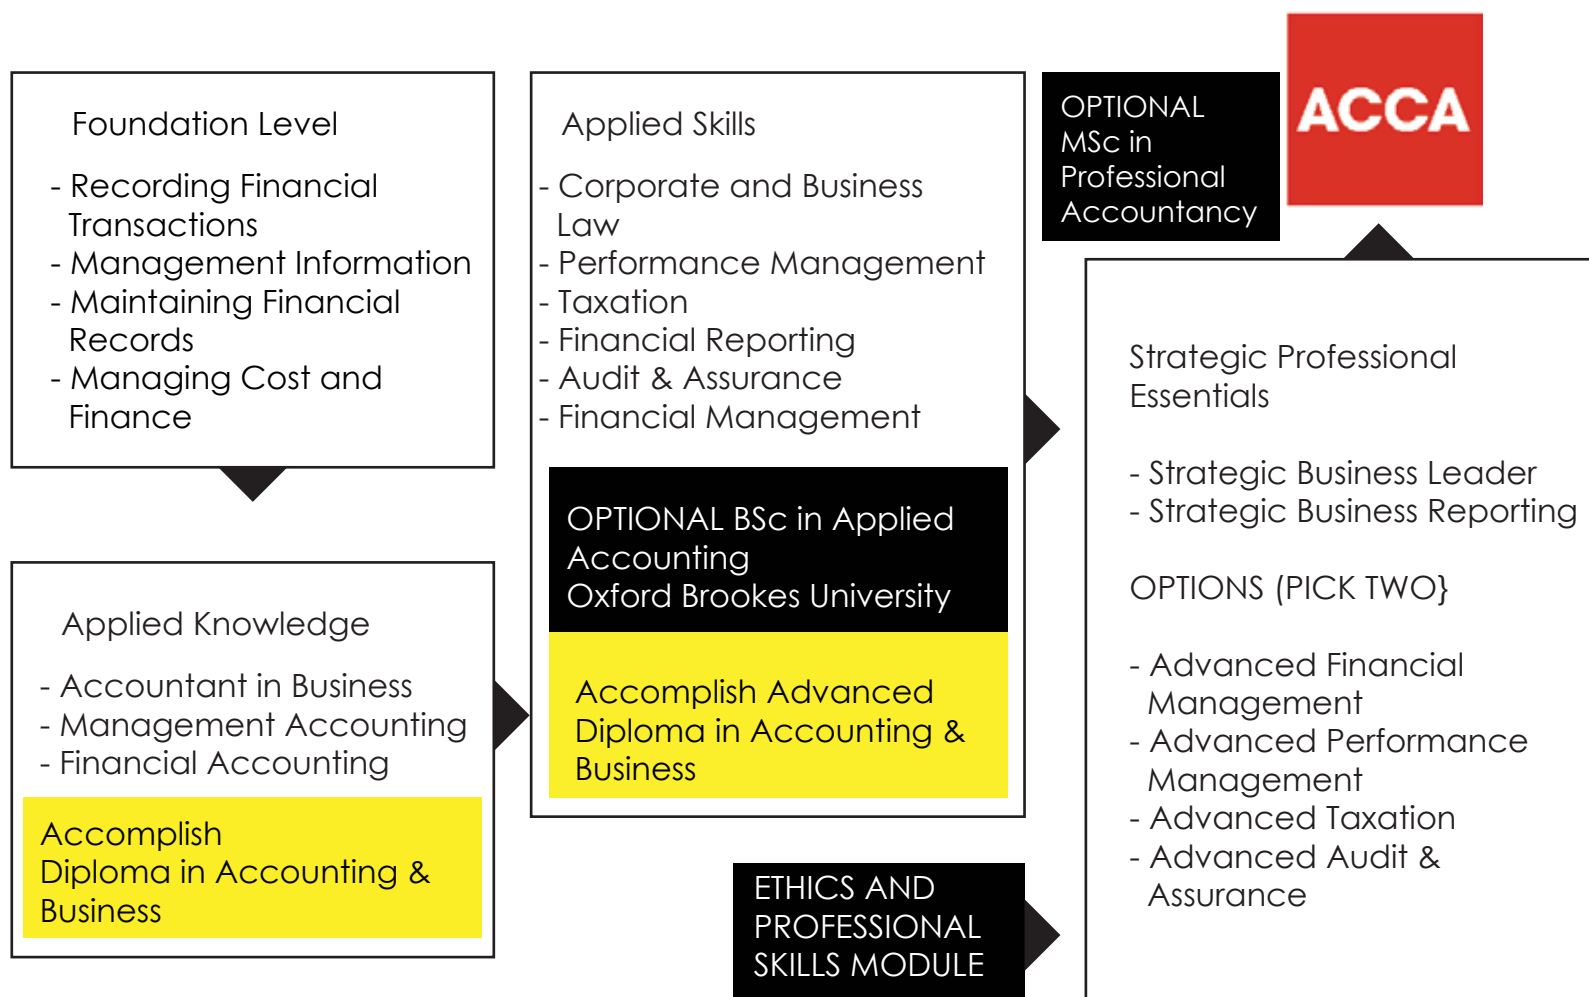 Foundation Level
- Recording Financial
Transactions
- Management Information
- Maintaining Financial
Records
- Managing Cost and
Finance
Applied Knowledge
- Accountant in Business
- Management Accounting
- Financial Accounting
Accomplish
Diploma in Accounting &
Business
Applied Skills
- Corporate and Business
Law
- Performance Management
- Taxation
- Financial Reporting
- Audit & Assurance
- Financial Management
OPTIONAL BSc in Applied
Accounting
Oxford Brookes University
Accomplish Advanced
Diploma in Accounting &
Business
ETHICS AND
PROFESSIONAL
SKILLS MODULE
OPTIONAL
MSc in
Professional
Accountancy
ACCA
Strategic Professional
Essentials
- Strategic Business Leader
- Strategic Business Reporting
OPTIONS (PICK TWO}
- Advanced Financial
Management
- Advanced Performance
Management
- Advanced Taxation
- Advanced Audit &
Assurance